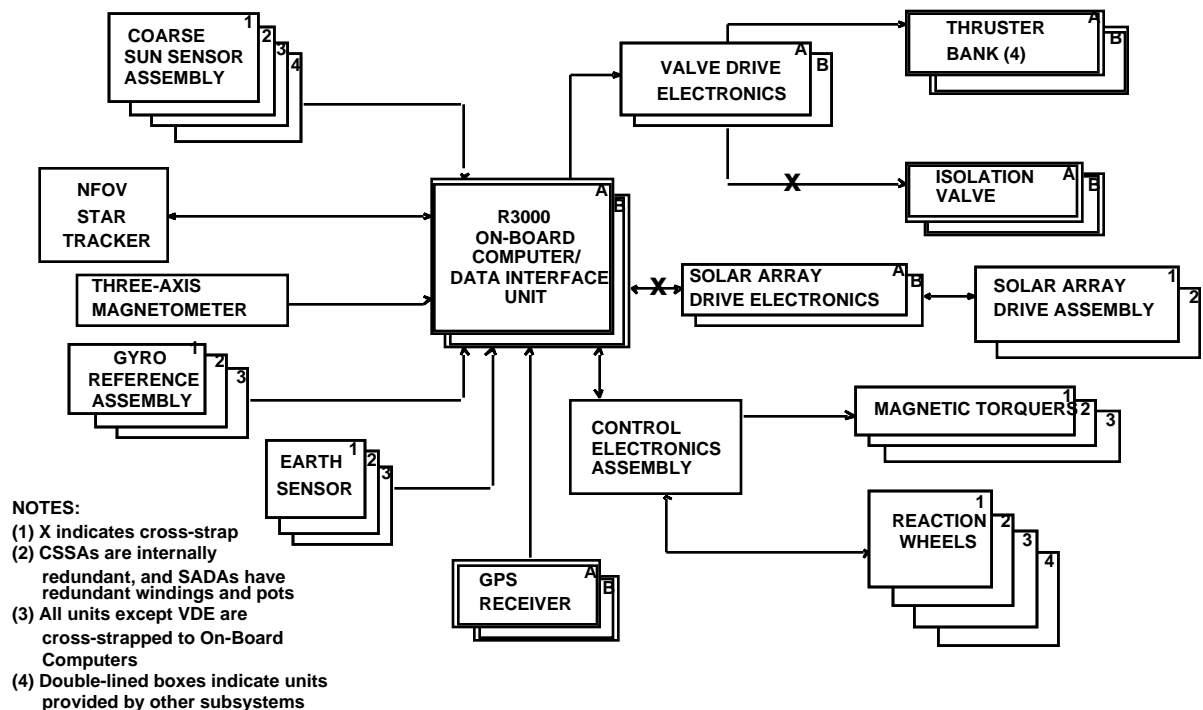 COARSE
SUN SENSOR
ASSEMBLY
1
2
3
4
VALVE DRIVE
ELECTRONICS
A
B
THRUSTER
BANK (4)
A
B
NFOV
STAR
TRACKER
R3000
ON-BOARD
COMPUTER/
DATA INTERFACE
UNIT
A
B
X
ISOLATION
VALVE
A
B
THREE-AXIS
MAGNETOMETER
X
SOLAR ARRAY
DRIVE ELECTRONICS
A
B
SOLAR ARRAY
DRIVE ASSEMBLY
1
2
GYRO
REFERENCE
ASSEMBLY
1
2
3
CONTROL
ELECTRONICS
ASSEMBLY
MAGNETIC TORQUERS
1
2
3
EARTH
SENSOR
1
2
3
REACTION
WHEELS
1
2
3
4
GPS
RECEIVER
A
B
NOTES:
(1) X indicates cross-strap
(2) CSSAs are internally
redundant, and SADAs have
redundant windings and pots
(3) All units except VDE are
cross-strapped to On-Board
Computers
(4) Double-lined boxes indicate units
provided by other subsystems